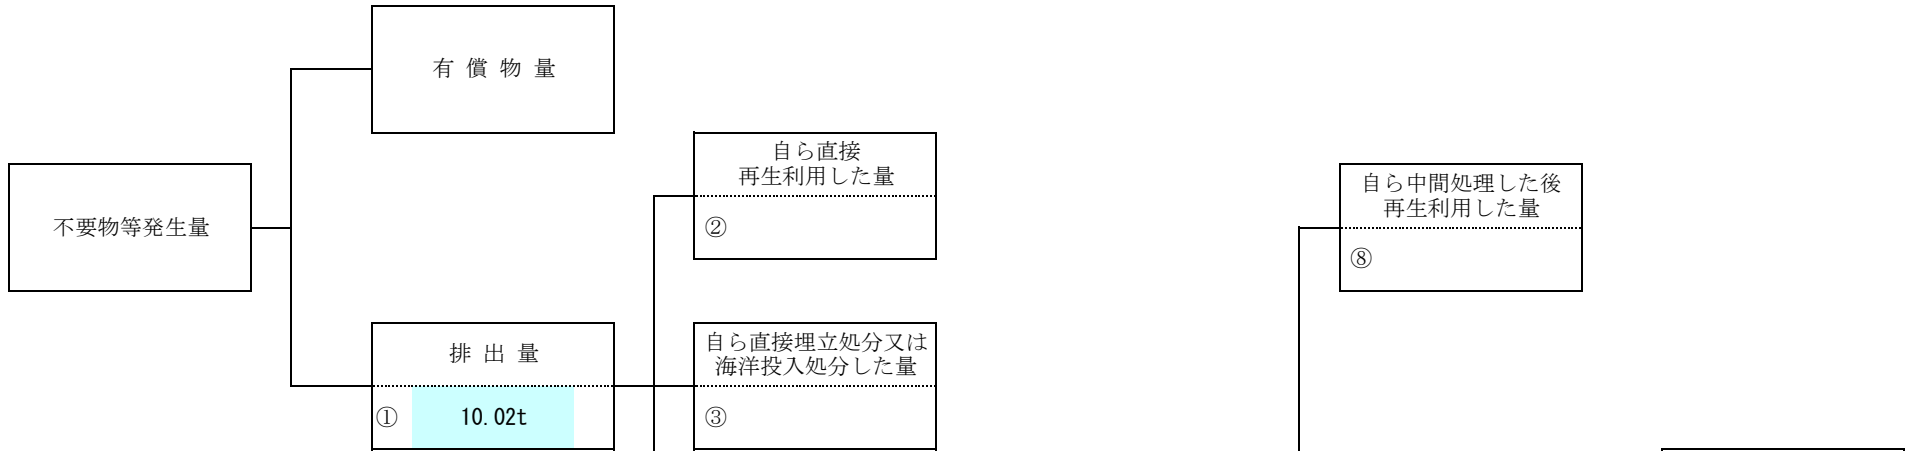 有 償 物 量
自ら直接
再生利用した量
②
不要物等発生量
自ら中間処理した後
再生利用した量
⑧
排 出 量
① 10.02t
自ら直接埋立処分又は
海洋投入処分した量
③